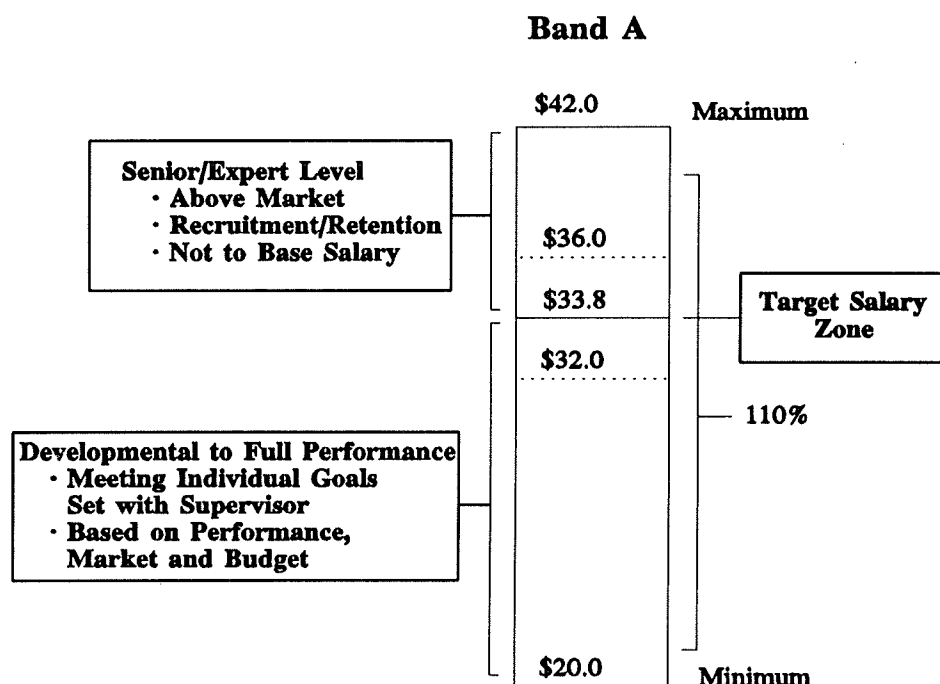 Band A
$42.0
Maximum
Senior/Expert Level
· Above Market
· Recruitment/Retention
· Not to Base Salary
$36.0
$33.8
Target Salary
Zone
$32.0
110%
Developmental to Full Performance
· Meeting Individual Goals
Set with Supervisor
· Based on Performance,
Market and Budget
$20.0
Minimum